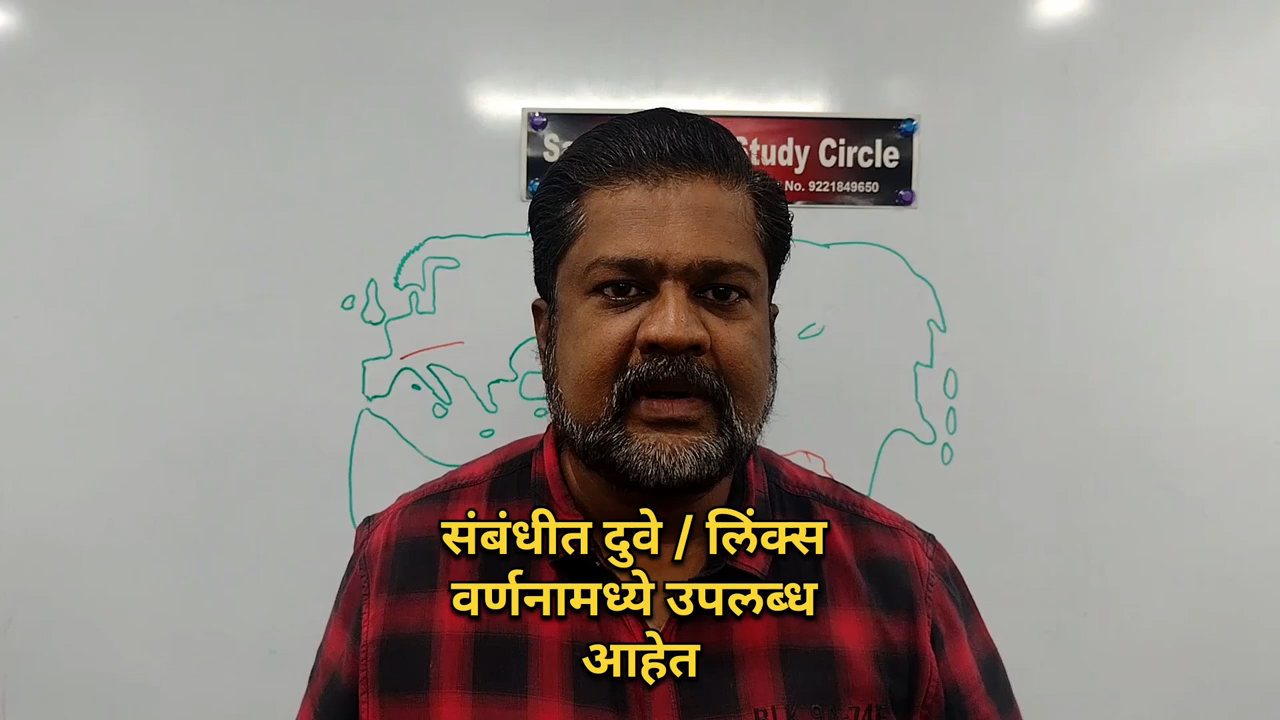 Study Circle
No. 9221849650
संबंधीत दुवे / लिंक्स
वर्णनामध्ये उपलब्ध
आहेत